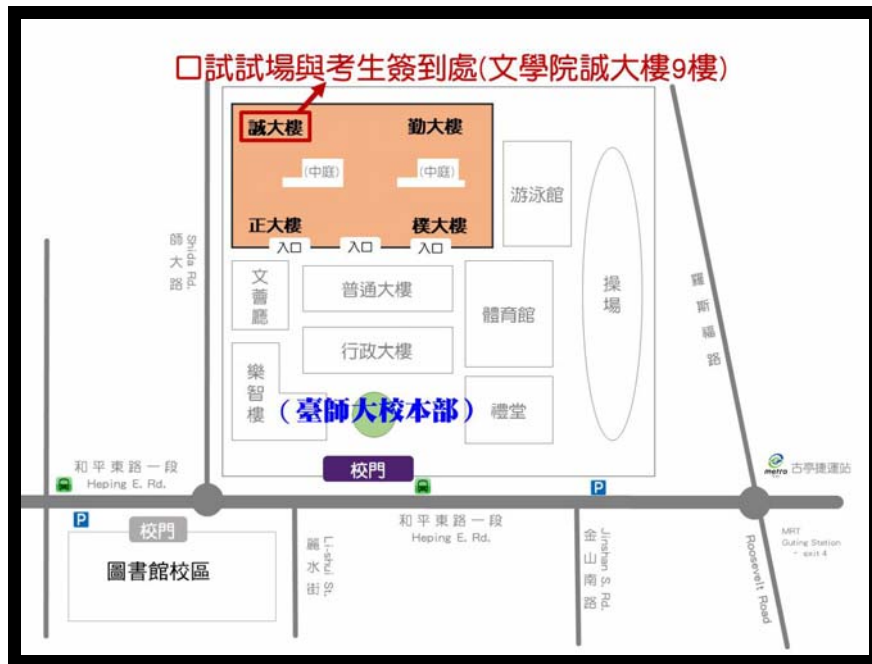 口試試場與考生簽到處(文學院誠大樓9樓)
誠大樓
勤大樓
(中庭)
(中庭)
游泳館
正大樓
樸大樓
入口
入口
入口
師大路
Shida Rd.
文薈廳
普通大樓
體育館
操場
羅斯福路
行政大樓
樂智樓
(臺師大校本部)
禮堂
和平東路一段
Heping E. Rd.
校門
metro
古亭捷運站
P
P
校門
和平東路一段
Heping E. Rd.
圖書館校區
麗水街
Li-shui St.
金山南路
Jinshan S. Rd.
Roosevelt Road
MRT
Guting Station
exit 4